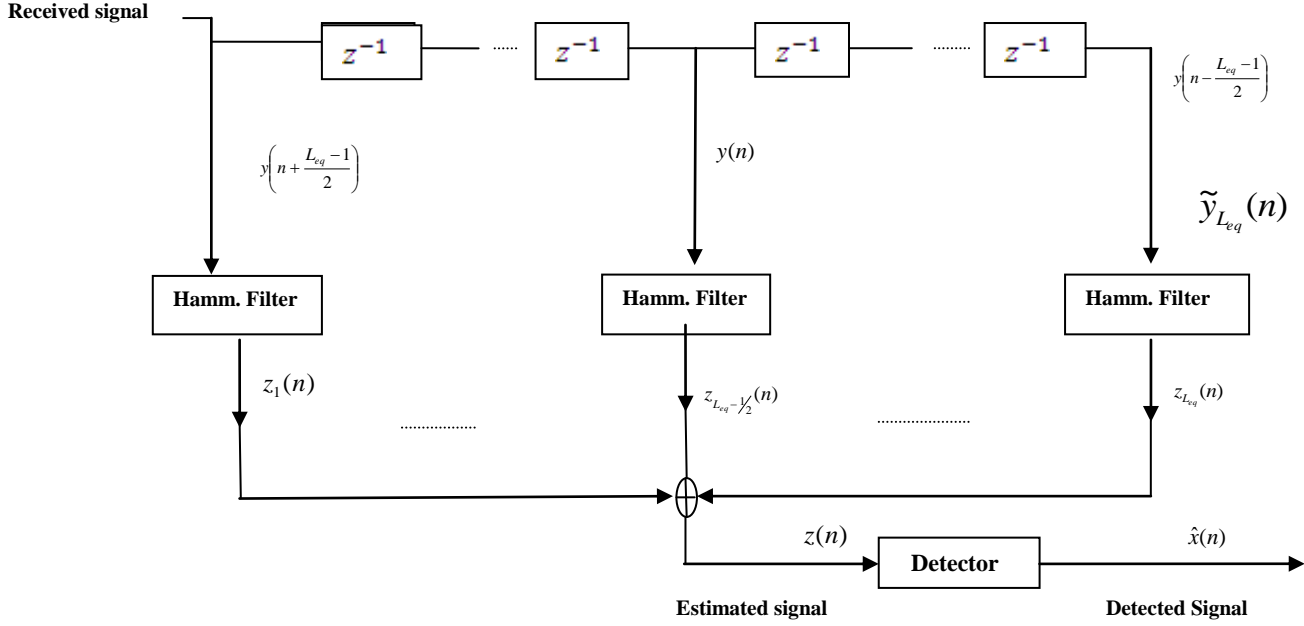 Received signal
z⁻¹ ...... z⁻¹ z⁻¹ .......... z⁻¹
y(n - (L_eq - 1)/2)
y(n)
y(n + (L_eq - 1)/2)
ỹ_{L_eq}(n)
Hamm. Filter Hamm. Filter Hamm. Filter
z₁(n) z_{L_eq - 1/2}(n) z_{L_eq}(n)
z(n) x̂(n)
Detector
Estimated signal Detected Signal